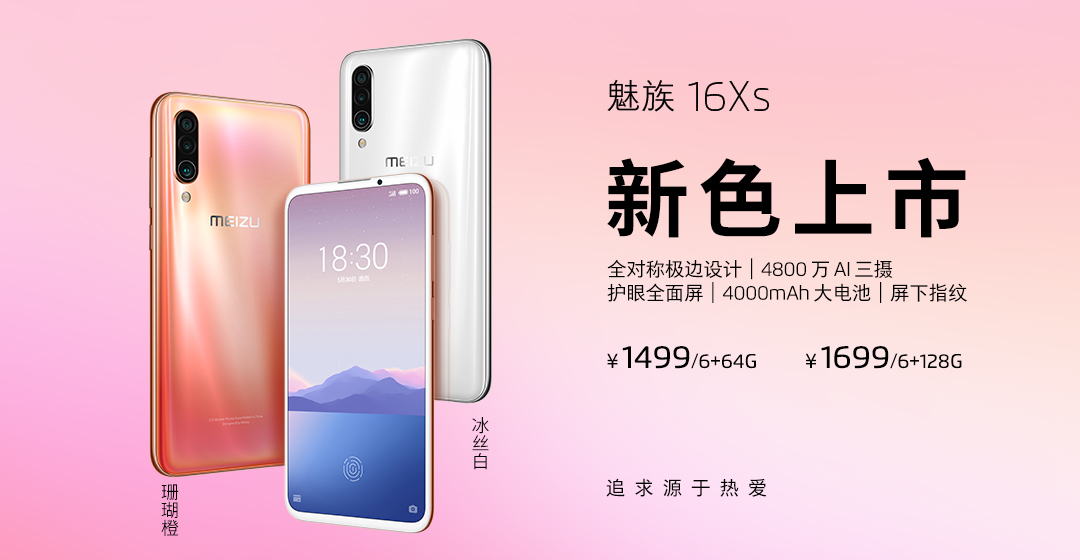 魅族 16Xs
新色上市
全对称极边设计｜4800 万 AI 三摄
护眼全面屏｜4000mAh 大电池｜屏下指纹
¥1499/6+64G
¥1699/6+128G
追求源于热爱
MEIZU
MEIZU
100
18:30
冰丝白
珊瑚橙